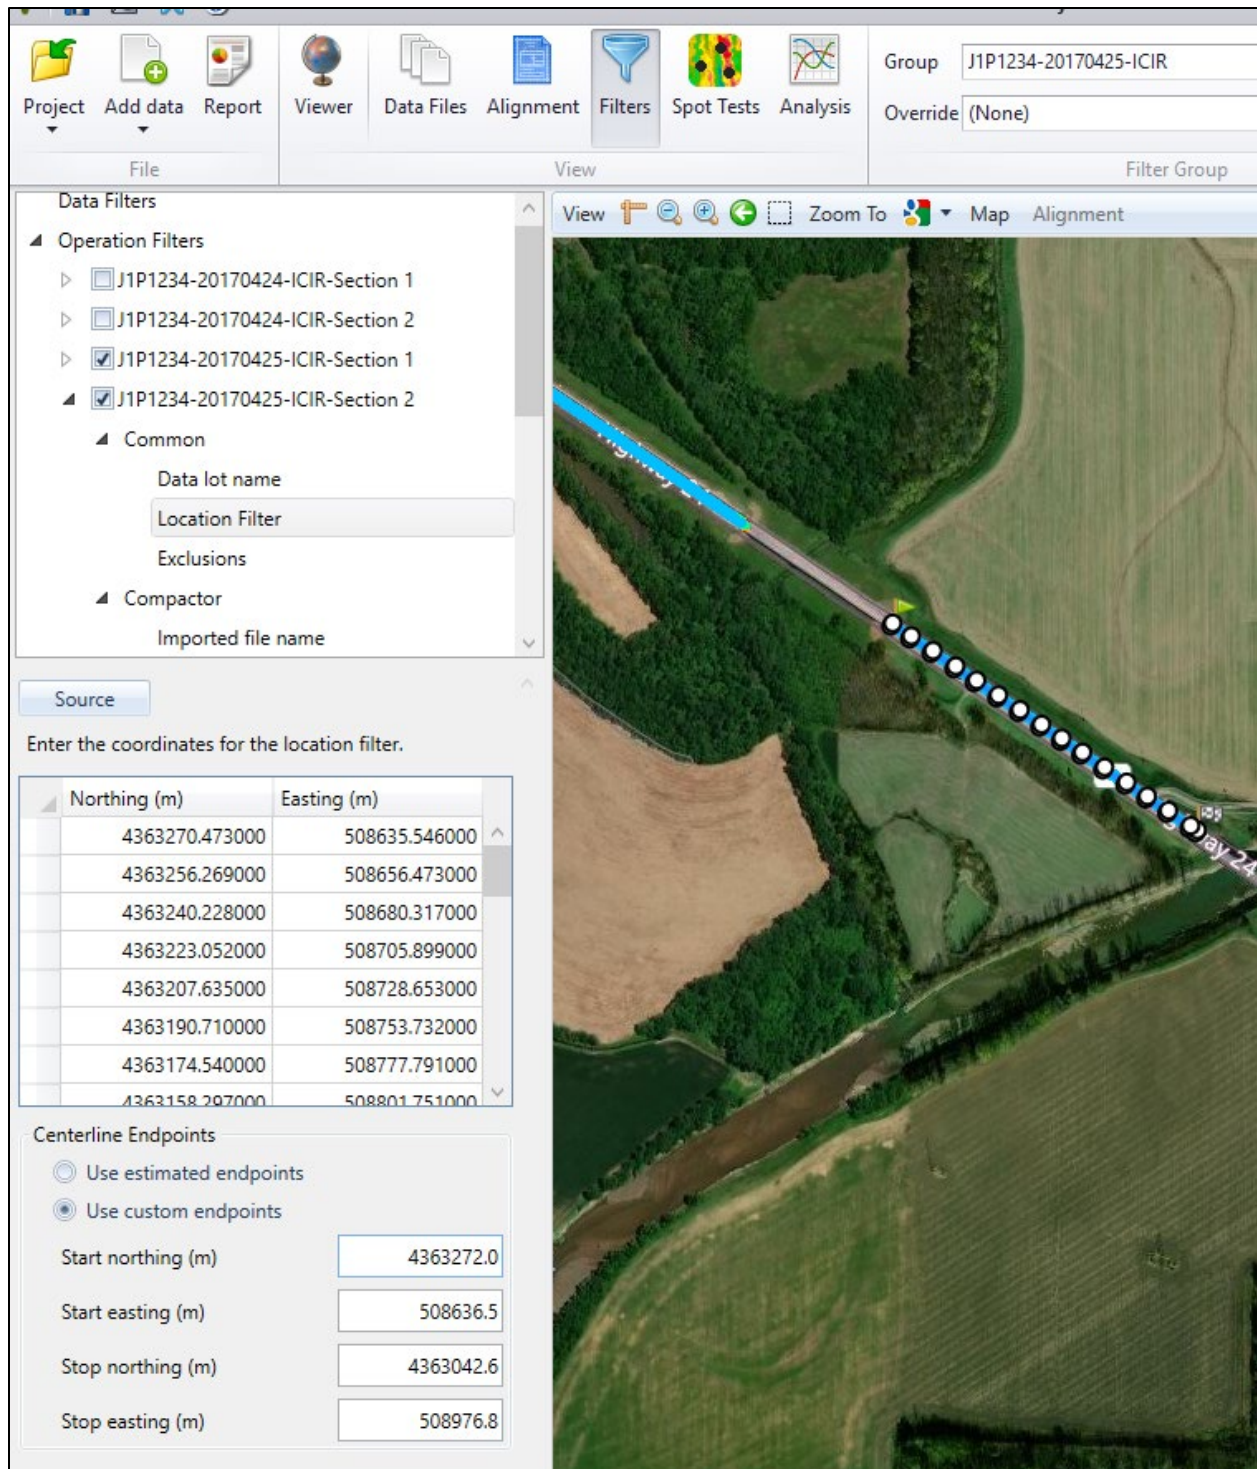 Project Add data Report Viewer Data Files Alignment Filters Spot Tests Analysis
Group J1P1234-20170425-ICIR
Override (None)
File View Filter Group
Data Filters
Operation Filters
J1P1234-20170424-ICIR-Section 1
J1P1234-20170424-ICIR-Section 2
J1P1234-20170425-ICIR-Section 1
J1P1234-20170425-ICIR-Section 2
Common
Data lot name
Location Filter
Exclusions
Compactor
Imported file name
View Zoom To Map Alignment
Source
Enter the coordinates for the location filter.
Northing (m) Easting (m)
4363270.473000 508635.546000
4363256.269000 508656.473000
4363240.228000 508680.317000
4363223.052000 508705.899000
4363207.635000 508728.653000
4363190.710000 508753.732000
4363174.540000 508777.791000
4363158.297000 508801.751000
Centerline Endpoints
Use estimated endpoints
Use custom endpoints
Start northing (m) 4363272.0
Start easting (m) 508636.5
Stop northing (m) 4363042.6
Stop easting (m) 508976.8
24